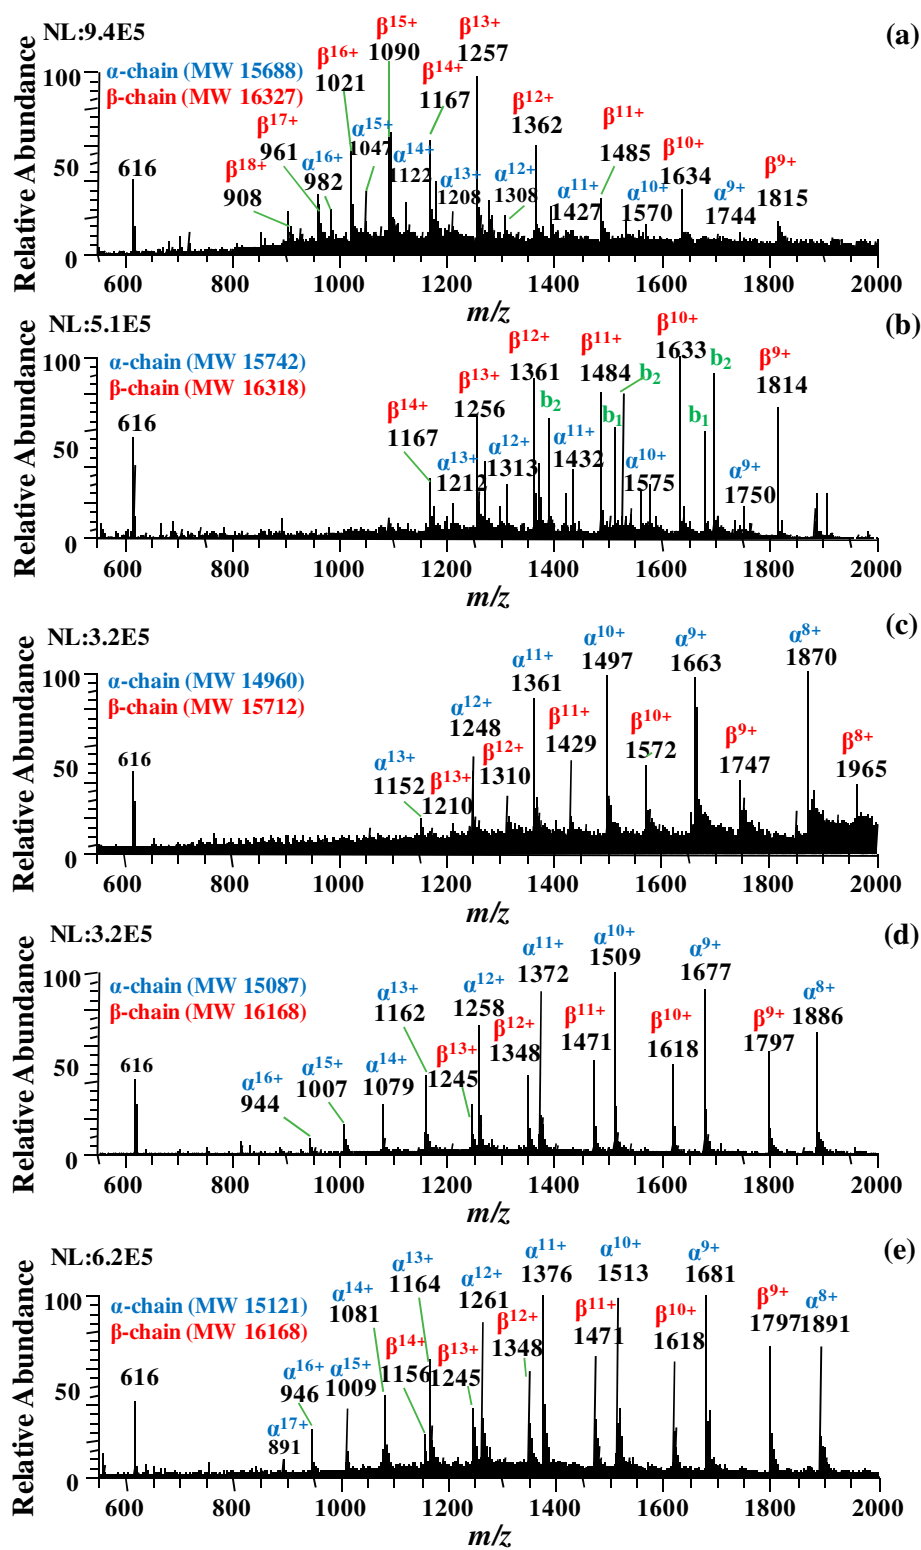 (a)
NL:9.4E5
Relative Abundance
α-chain (MW 15688)
β-chain (MW 16327)
100
50
0
616
β18+
908
β17+
961
α16+
982
β16+
1021
α15+
1047
β15+
1090
α14+
1122
β14+
1167
α13+
1208
β13+
1257
α12+
1308
β12+
1362
α11+
1427
β11+
1485
α10+
1570
β10+
1634
α9+
1744
β9+
1815
600 800 1000 1200 1400 1600 1800 2000
m/z
(b)
NL:5.1E5
Relative Abundance
α-chain (MW 15742)
β-chain (MW 16318)
100
50
0
616
β14+
1167
α13+
1212
β13+
1256
α12+
1313
β12+
1361
b2
α11+
1432
β11+
1484
b1
b2
α10+
1575
β10+
1633
b1
b2
α9+
1750
β9+
1814
600 800 1000 1200 1400 1600 1800 2000
m/z
(c)
NL:3.2E5
Relative Abundance
α-chain (MW 14960)
β-chain (MW 15712)
100
50
0
616
α13+
1152
β13+
1210
α12+
1248
β12+
1310
α11+
1361
β11+
1429
α10+
1497
β10+
1572
α9+
1663
β9+
1747
α8+
1870
β8+
1965
600 800 1000 1200 1400 1600 1800 2000
m/z
(d)
NL:3.2E5
Relative Abundance
α-chain (MW 15087)
β-chain (MW 16168)
100
50
0
616
α16+
944
α15+
1007
α14+
1079
α13+
1162
β13+
1245
α12+
1258
β12+
1348
α11+
1372
β11+
1471
α10+
1509
β10+
1618
α9+
1677
β9+
1797
α8+
1886
600 800 1000 1200 1400 1600 1800 2000
m/z
(e)
NL:6.2E5
Relative Abundance
α-chain (MW 15121)
β-chain (MW 16168)
100
50
0
616
α17+
891
α16+
946
α15+
1009
α14+
1081
β14+
1156
α13+
1164
β13+
1245
α12+
1261
β12+
1348
α11+
1376
β11+
1471
α10+
1513
β10+
1618
α9+
1681
β9+
1797
α8+
1891
600 800 1000 1200 1400 1600 1800 2000
m/z